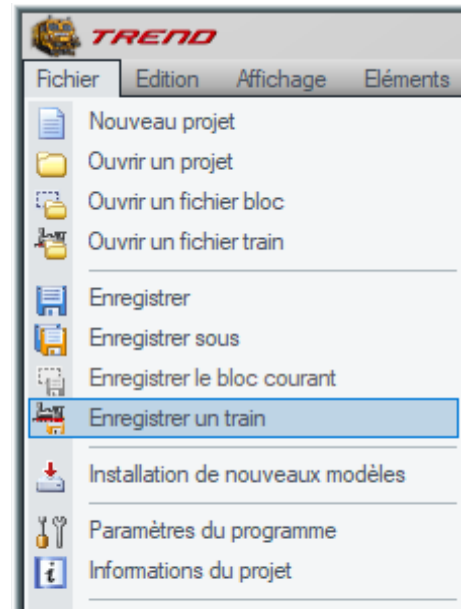 TREND
Fichier Edition Affichage Eléments
Nouveau projet
Ouvrir un projet
Ouvrir un fichier bloc
Ouvrir un fichier train
Enregistrer
Enregistrer sous
Enregistrer le bloc courant
Enregistrer un train
Installation de nouveaux modèles
Paramètres du programme
Informations du projet